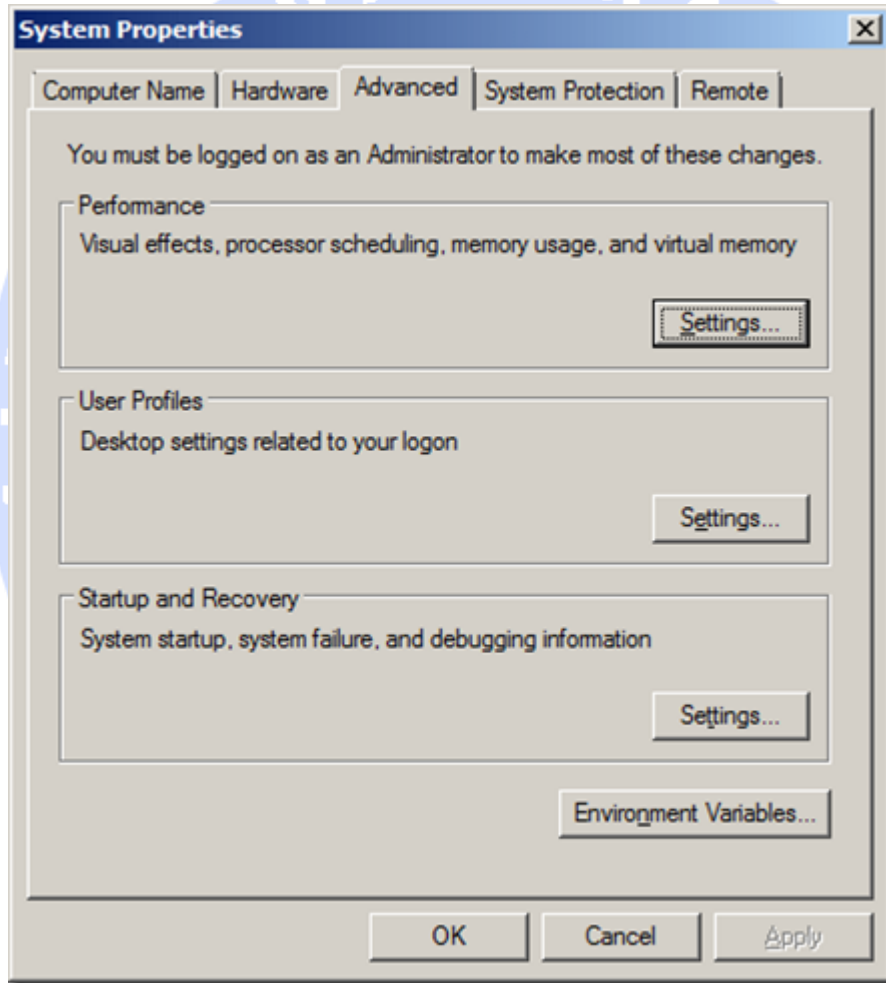 System Properties
Computer Name Hardware Advanced System Protection Remote
You must be logged on as an Administrator to make most of these changes.
Performance
Visual effects, processor scheduling, memory usage, and virtual memory
Settings...
User Profiles
Desktop settings related to your logon
Settings...
Startup and Recovery
System startup, system failure, and debugging information
Settings...
Environment Variables...
OK Cancel Apply